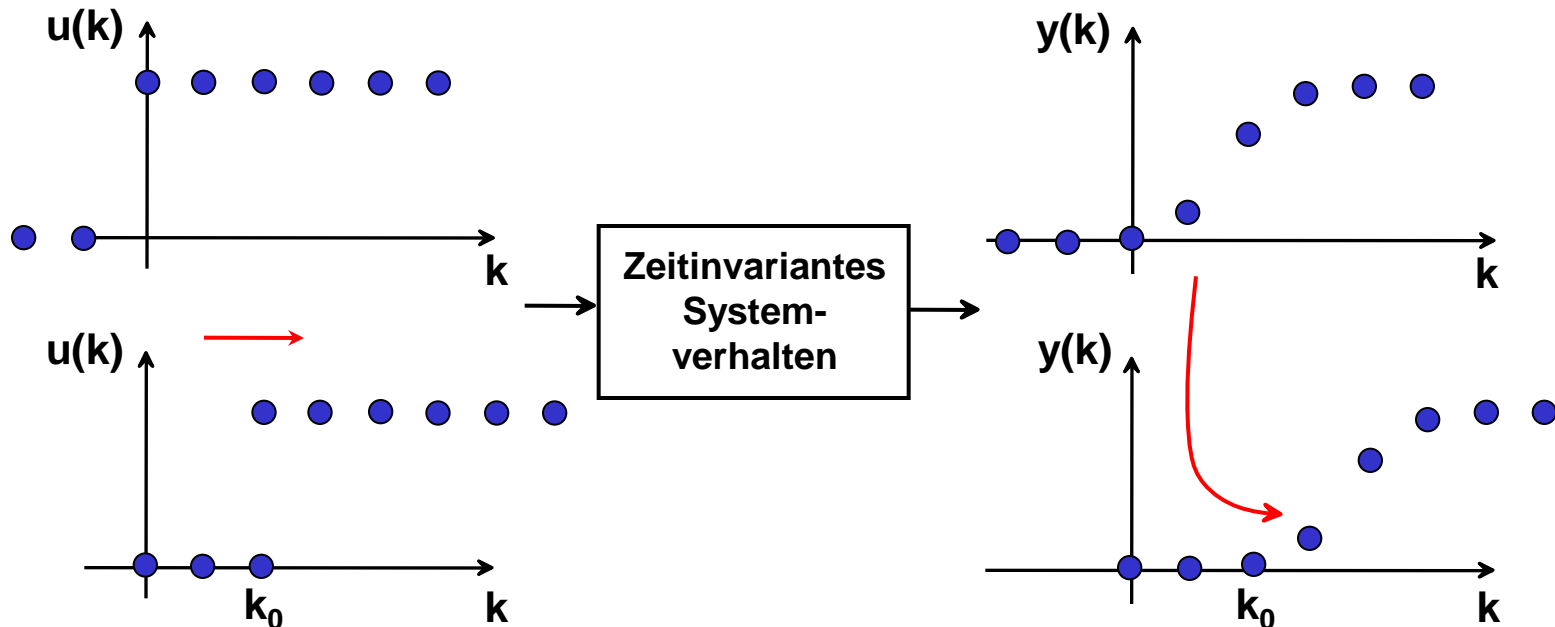 u(k)
k
y(k)
k
Zeitinvariantes
System-
verhalten
u(k)
k₀
k
y(k)
k₀
k